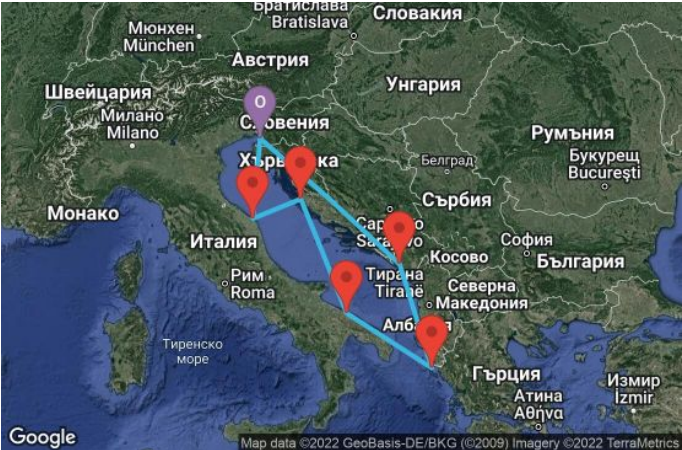 Братислава
Bratislava
Словакия
Мюнхен
München
Австрия
Швейцария
Унгария
Милано
Milano
О
Словения
Румъния
Хърватска
Белград
Букурещ
București
Монако
Сараево
Sarajevo
Сърбия
Италия
София
Косово
България
Рим
Roma
Тирана
Tiranë
Северна
Македония
Албания
Тиренско
море
Гърция
Измир
İzmir
Атина
Αθήνα
Google
Map data ©2022 GeoBasis-DE/BKG (©2009) Imagery ©2022 TerraMetrics